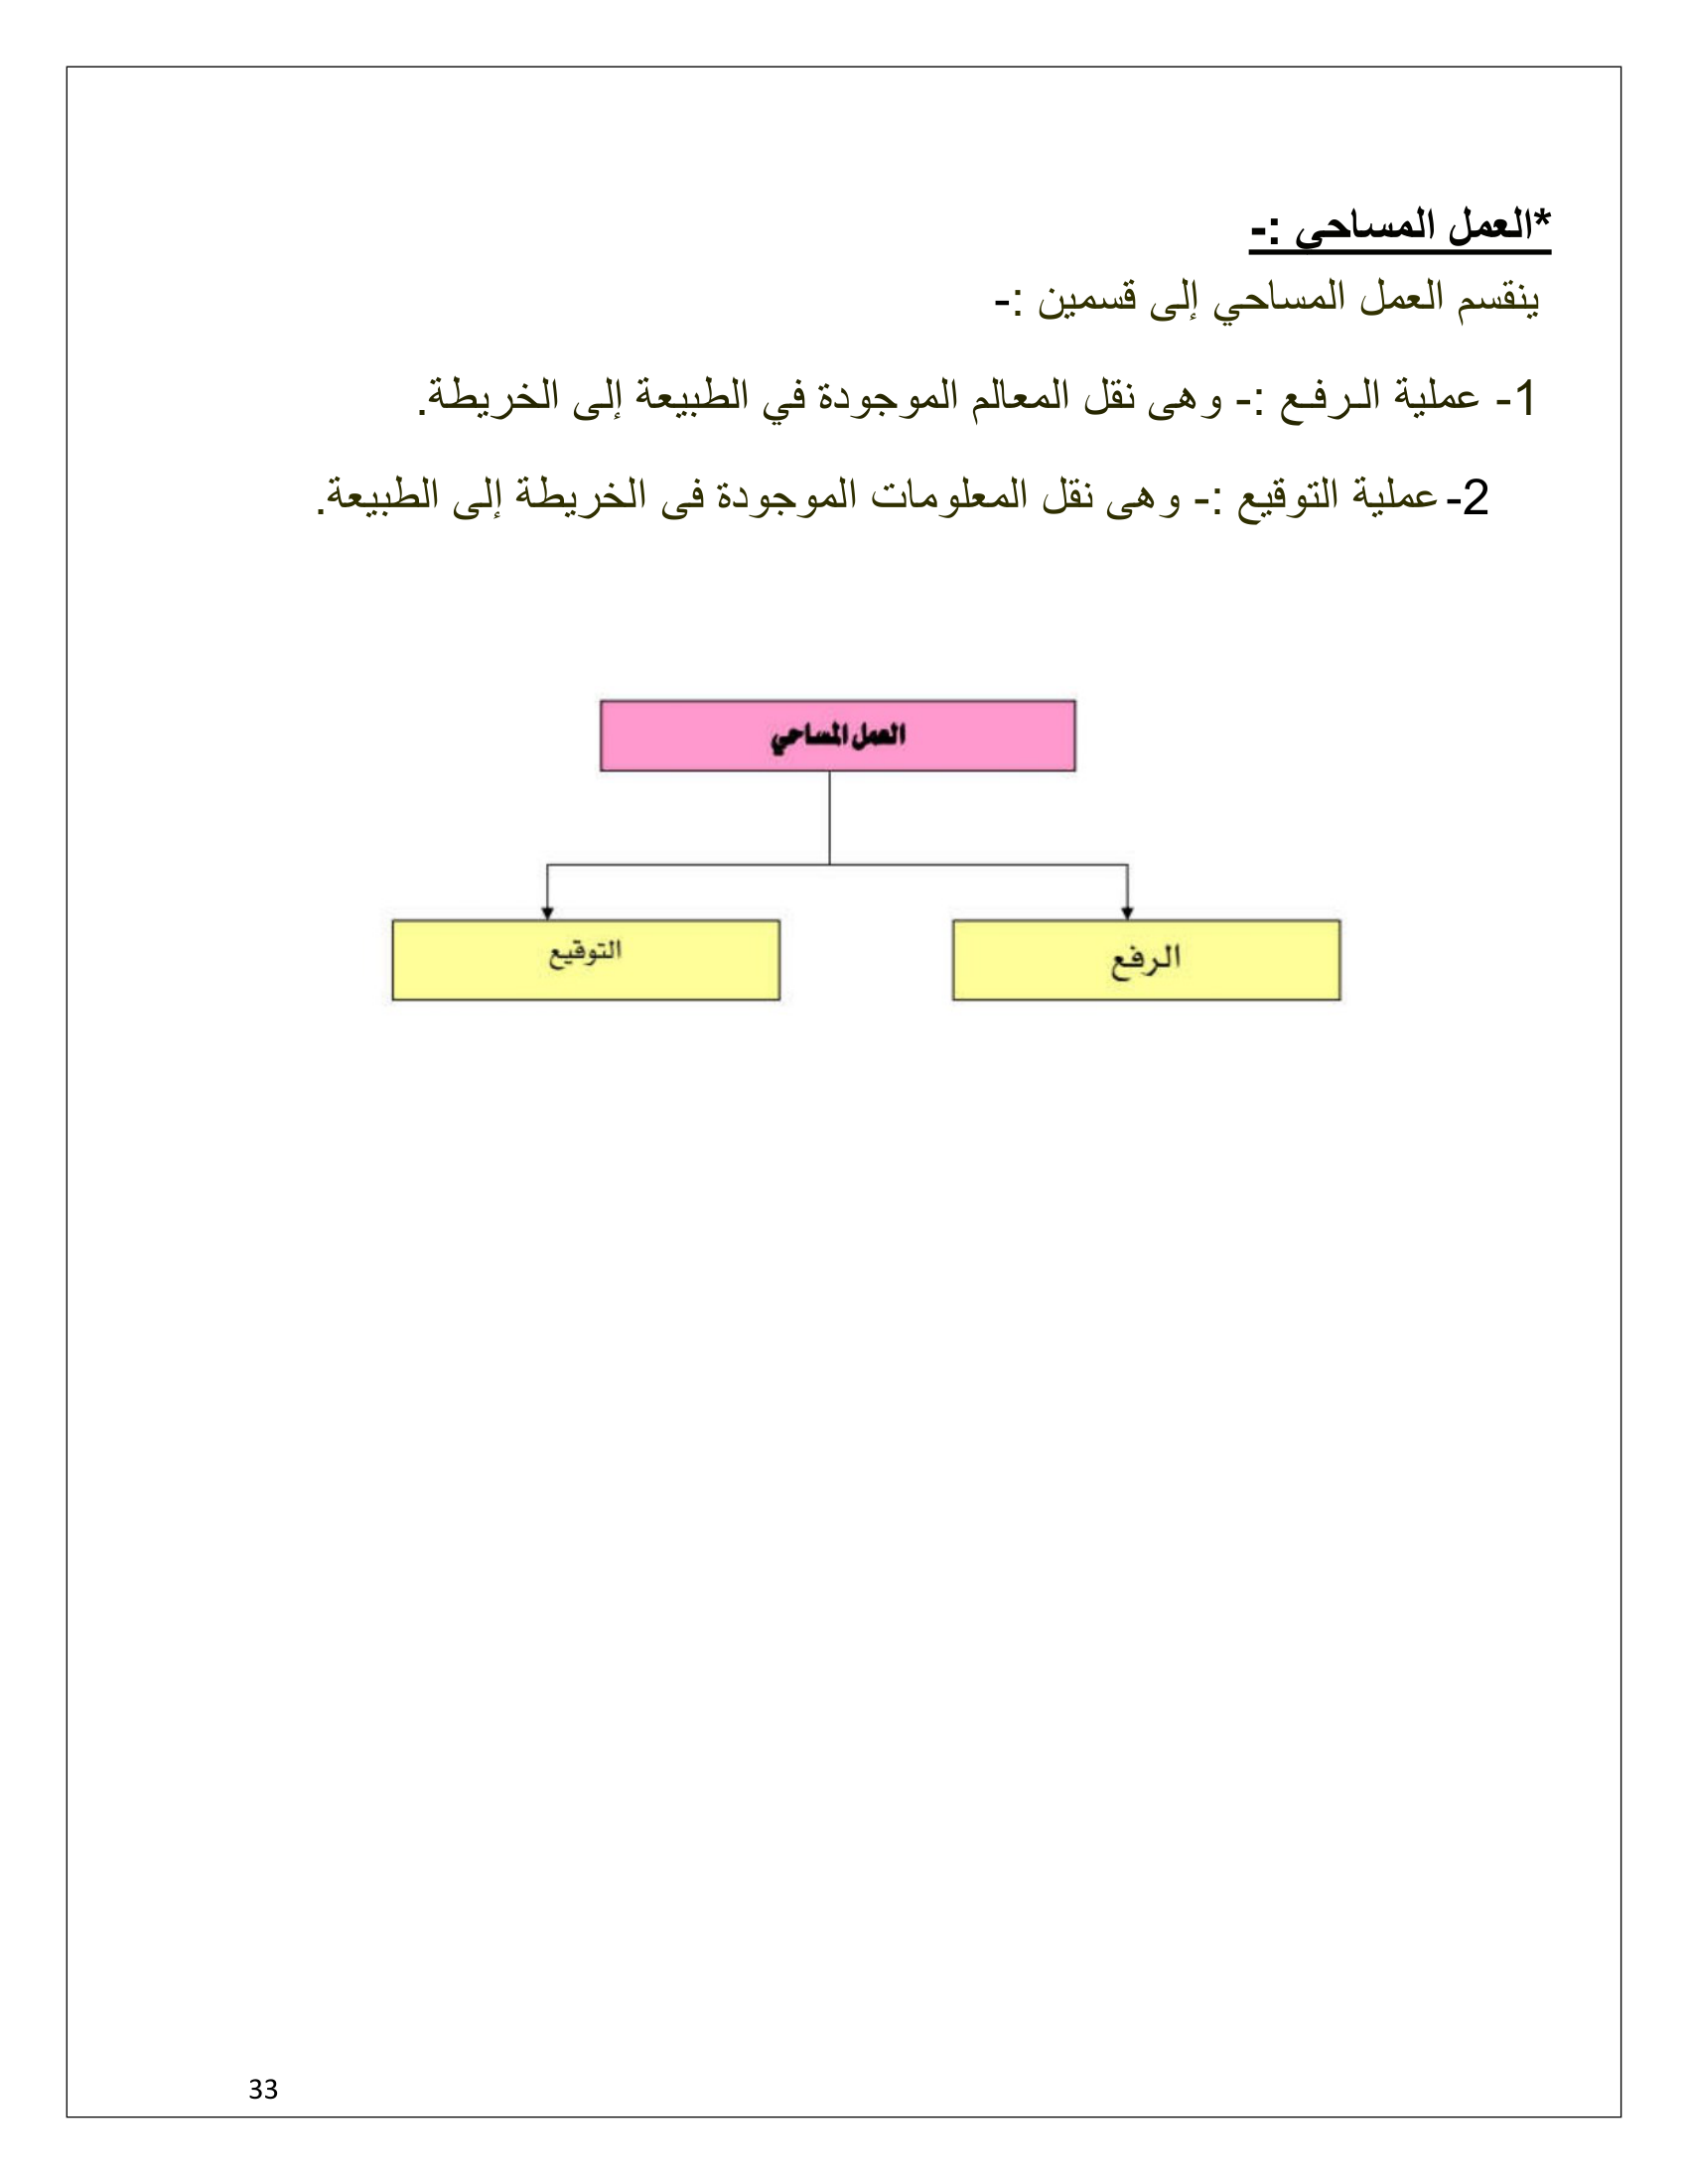 *العمل المساحي :-
ينقسم العمل المساحي إلى قسمين :-
1- عملية الـرفـع :- وهى نقل المعالم الموجودة في الطبيعة إلى الخريطة.
2- عملية التوقيع :- وهى نقل المعلومات الموجودة فى الخريطة إلى الطبيعة.
العمل المساحي
الرفع
التوقيع
33